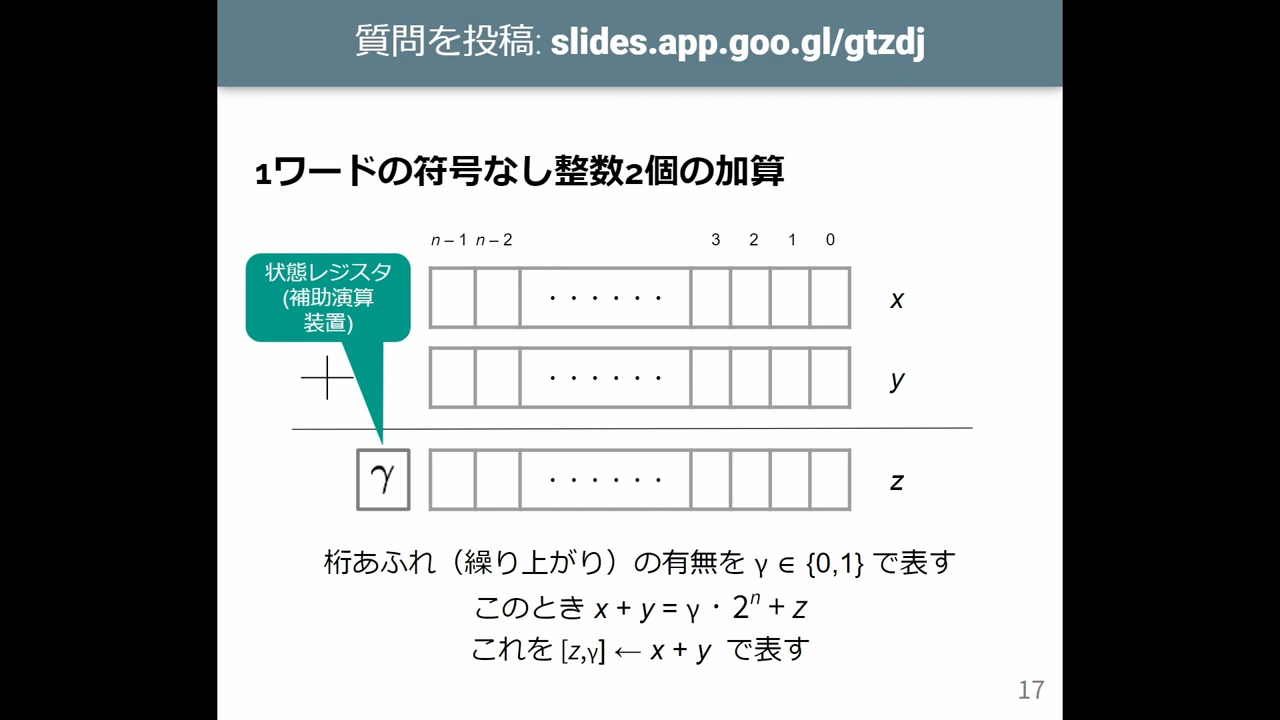 質問を投稿: slides.app.goo.gl/gtzdj
1ワードの符号なし整数2個の加算
n – 1 n – 2 3 2 1 0
状態レジスタ
(補助演算
装置)
・・・・・・ x
+ ・・・・・・ y
γ ・・・・・・ z
桁あふれ（繰り上がり）の有無を γ ∈ {0,1} で表す
このとき x + y = γ・2ⁿ + z
これを [z,γ] ← x + y で表す
17